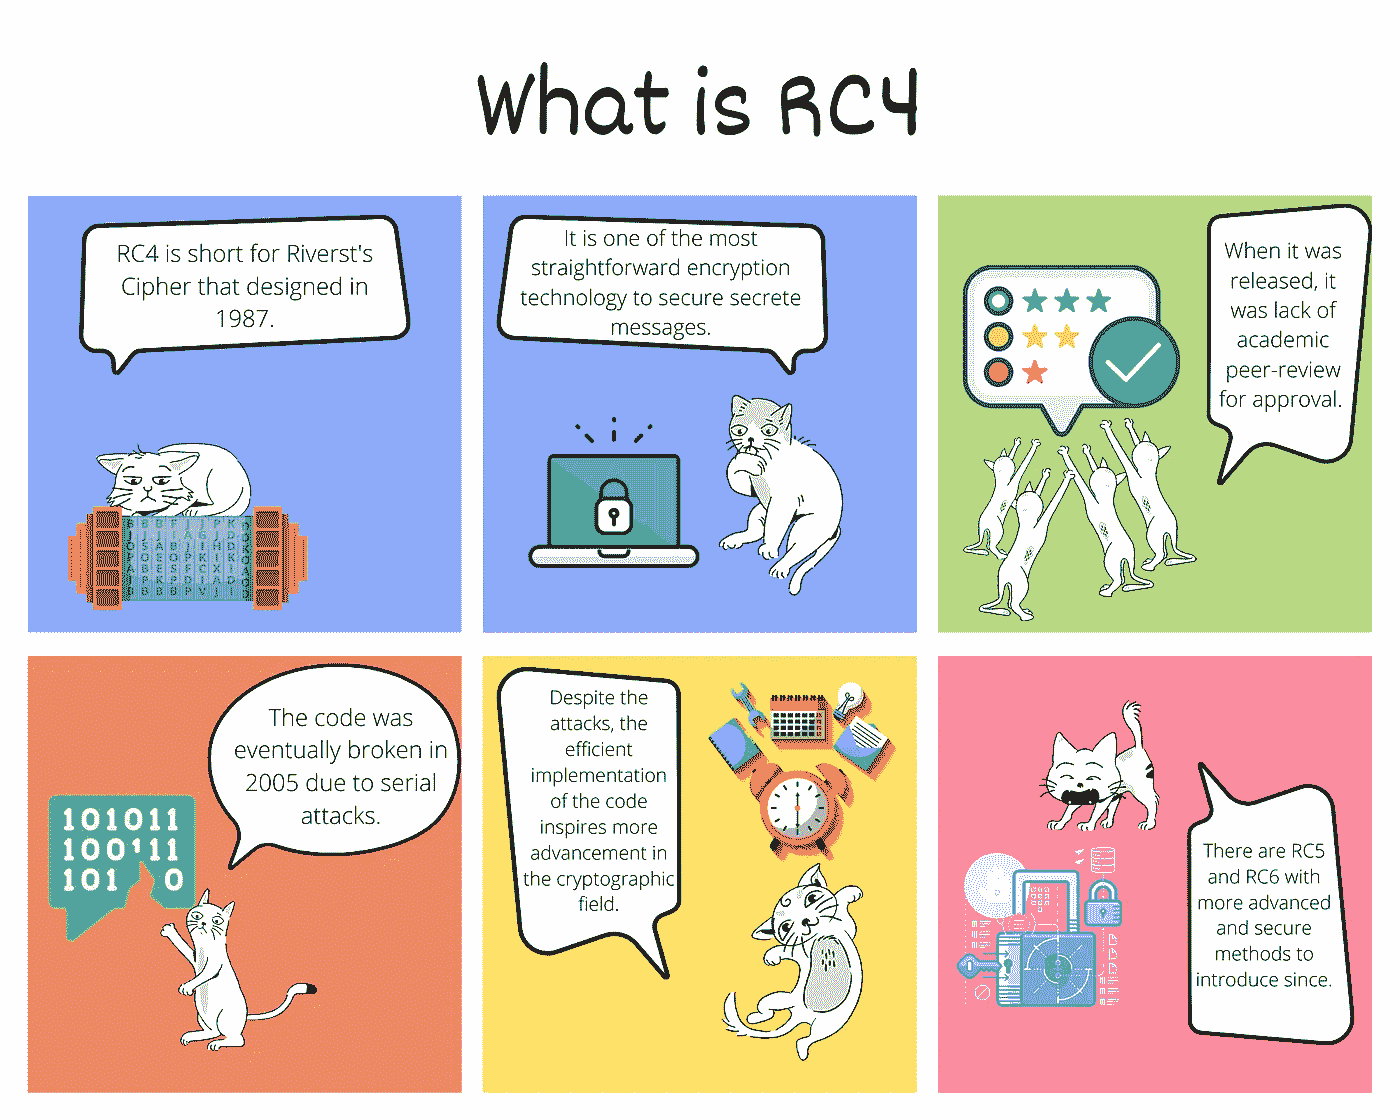 What is RC4
RC4 is short for Riverst's
Cipher that designed in
1987.
It is one of the most
straightforward encryption
technology to secure secrete
messages.
When it was
released, it
was lack of
academic
peer-review
for approval.
The code was
eventually broken in
2005 due to serial
attacks.
101011
100111
101 0
Despite the
attacks, the
efficient
implementation
of the code
inspires more
advancement in
the cryptographic
field.
There are RC5
and RC6 with
more advanced
and secure
methods to
introduce since.